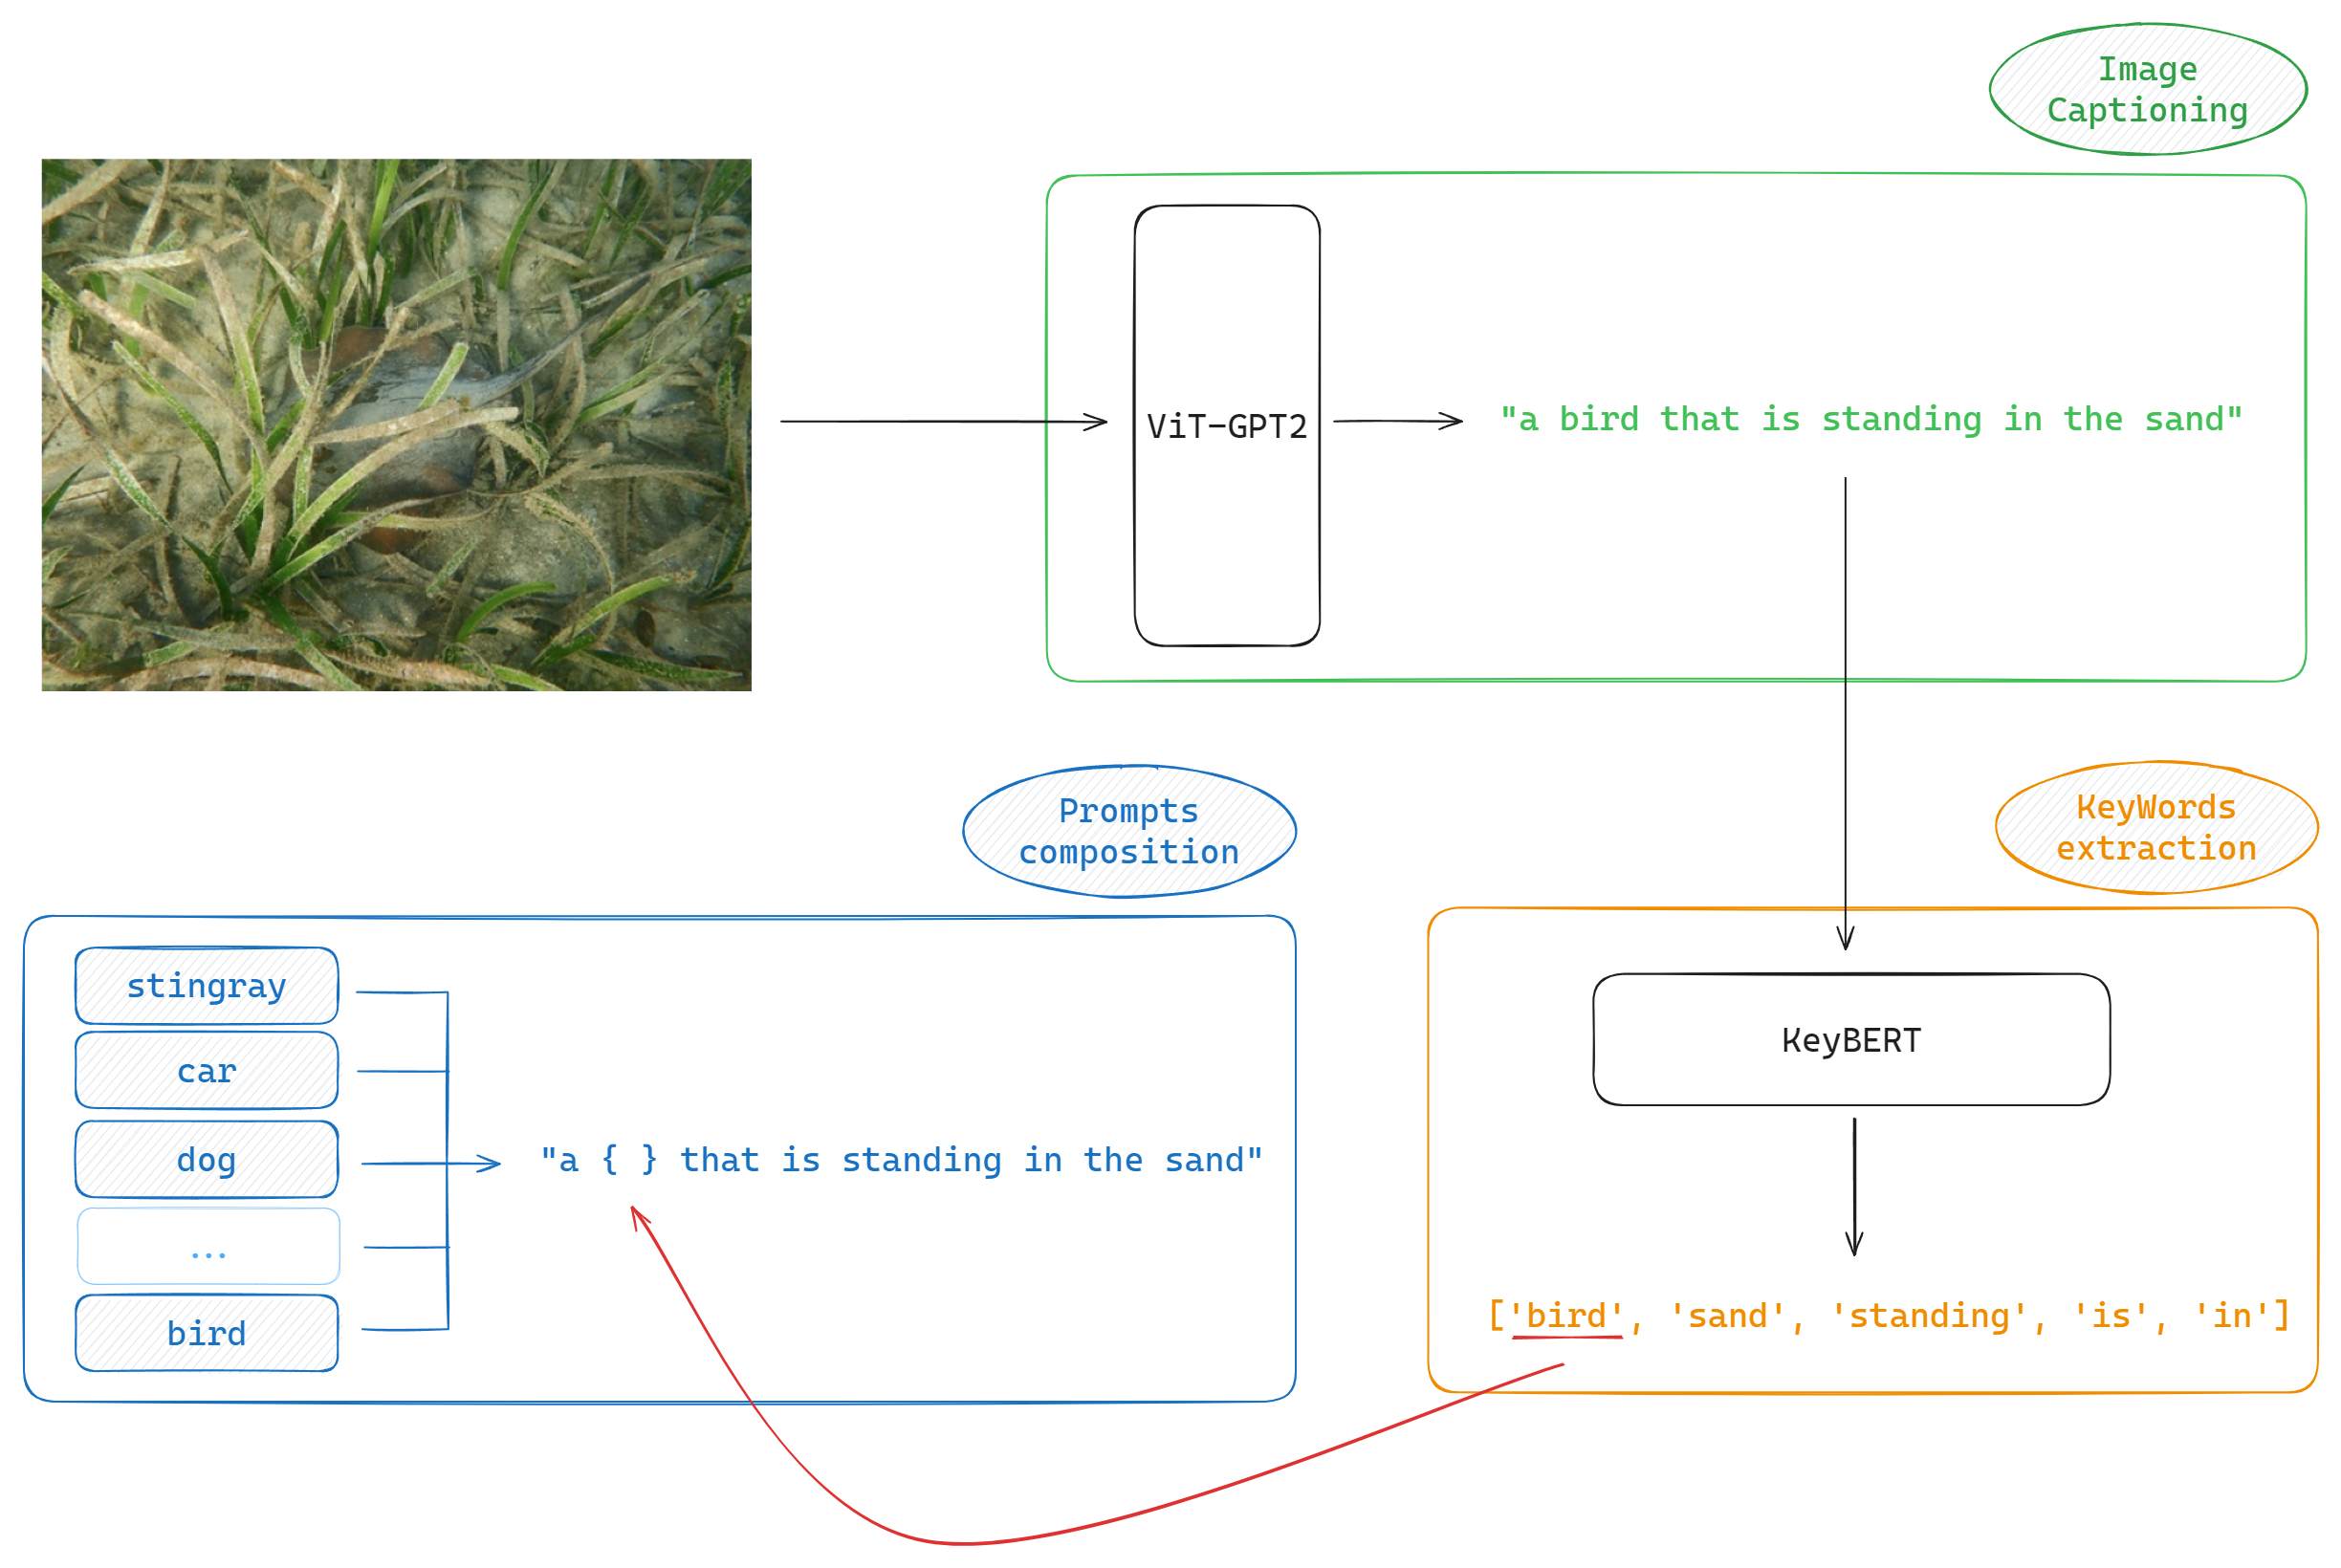 Image
Captioning
ViT-GPT2
"a bird that is standing in the sand"
Prompts
composition
KeyWords
extraction
stingray
car
dog
...
bird
"a { } that is standing in the sand"
KeyBERT
['bird', 'sand', 'standing', 'is', 'in']